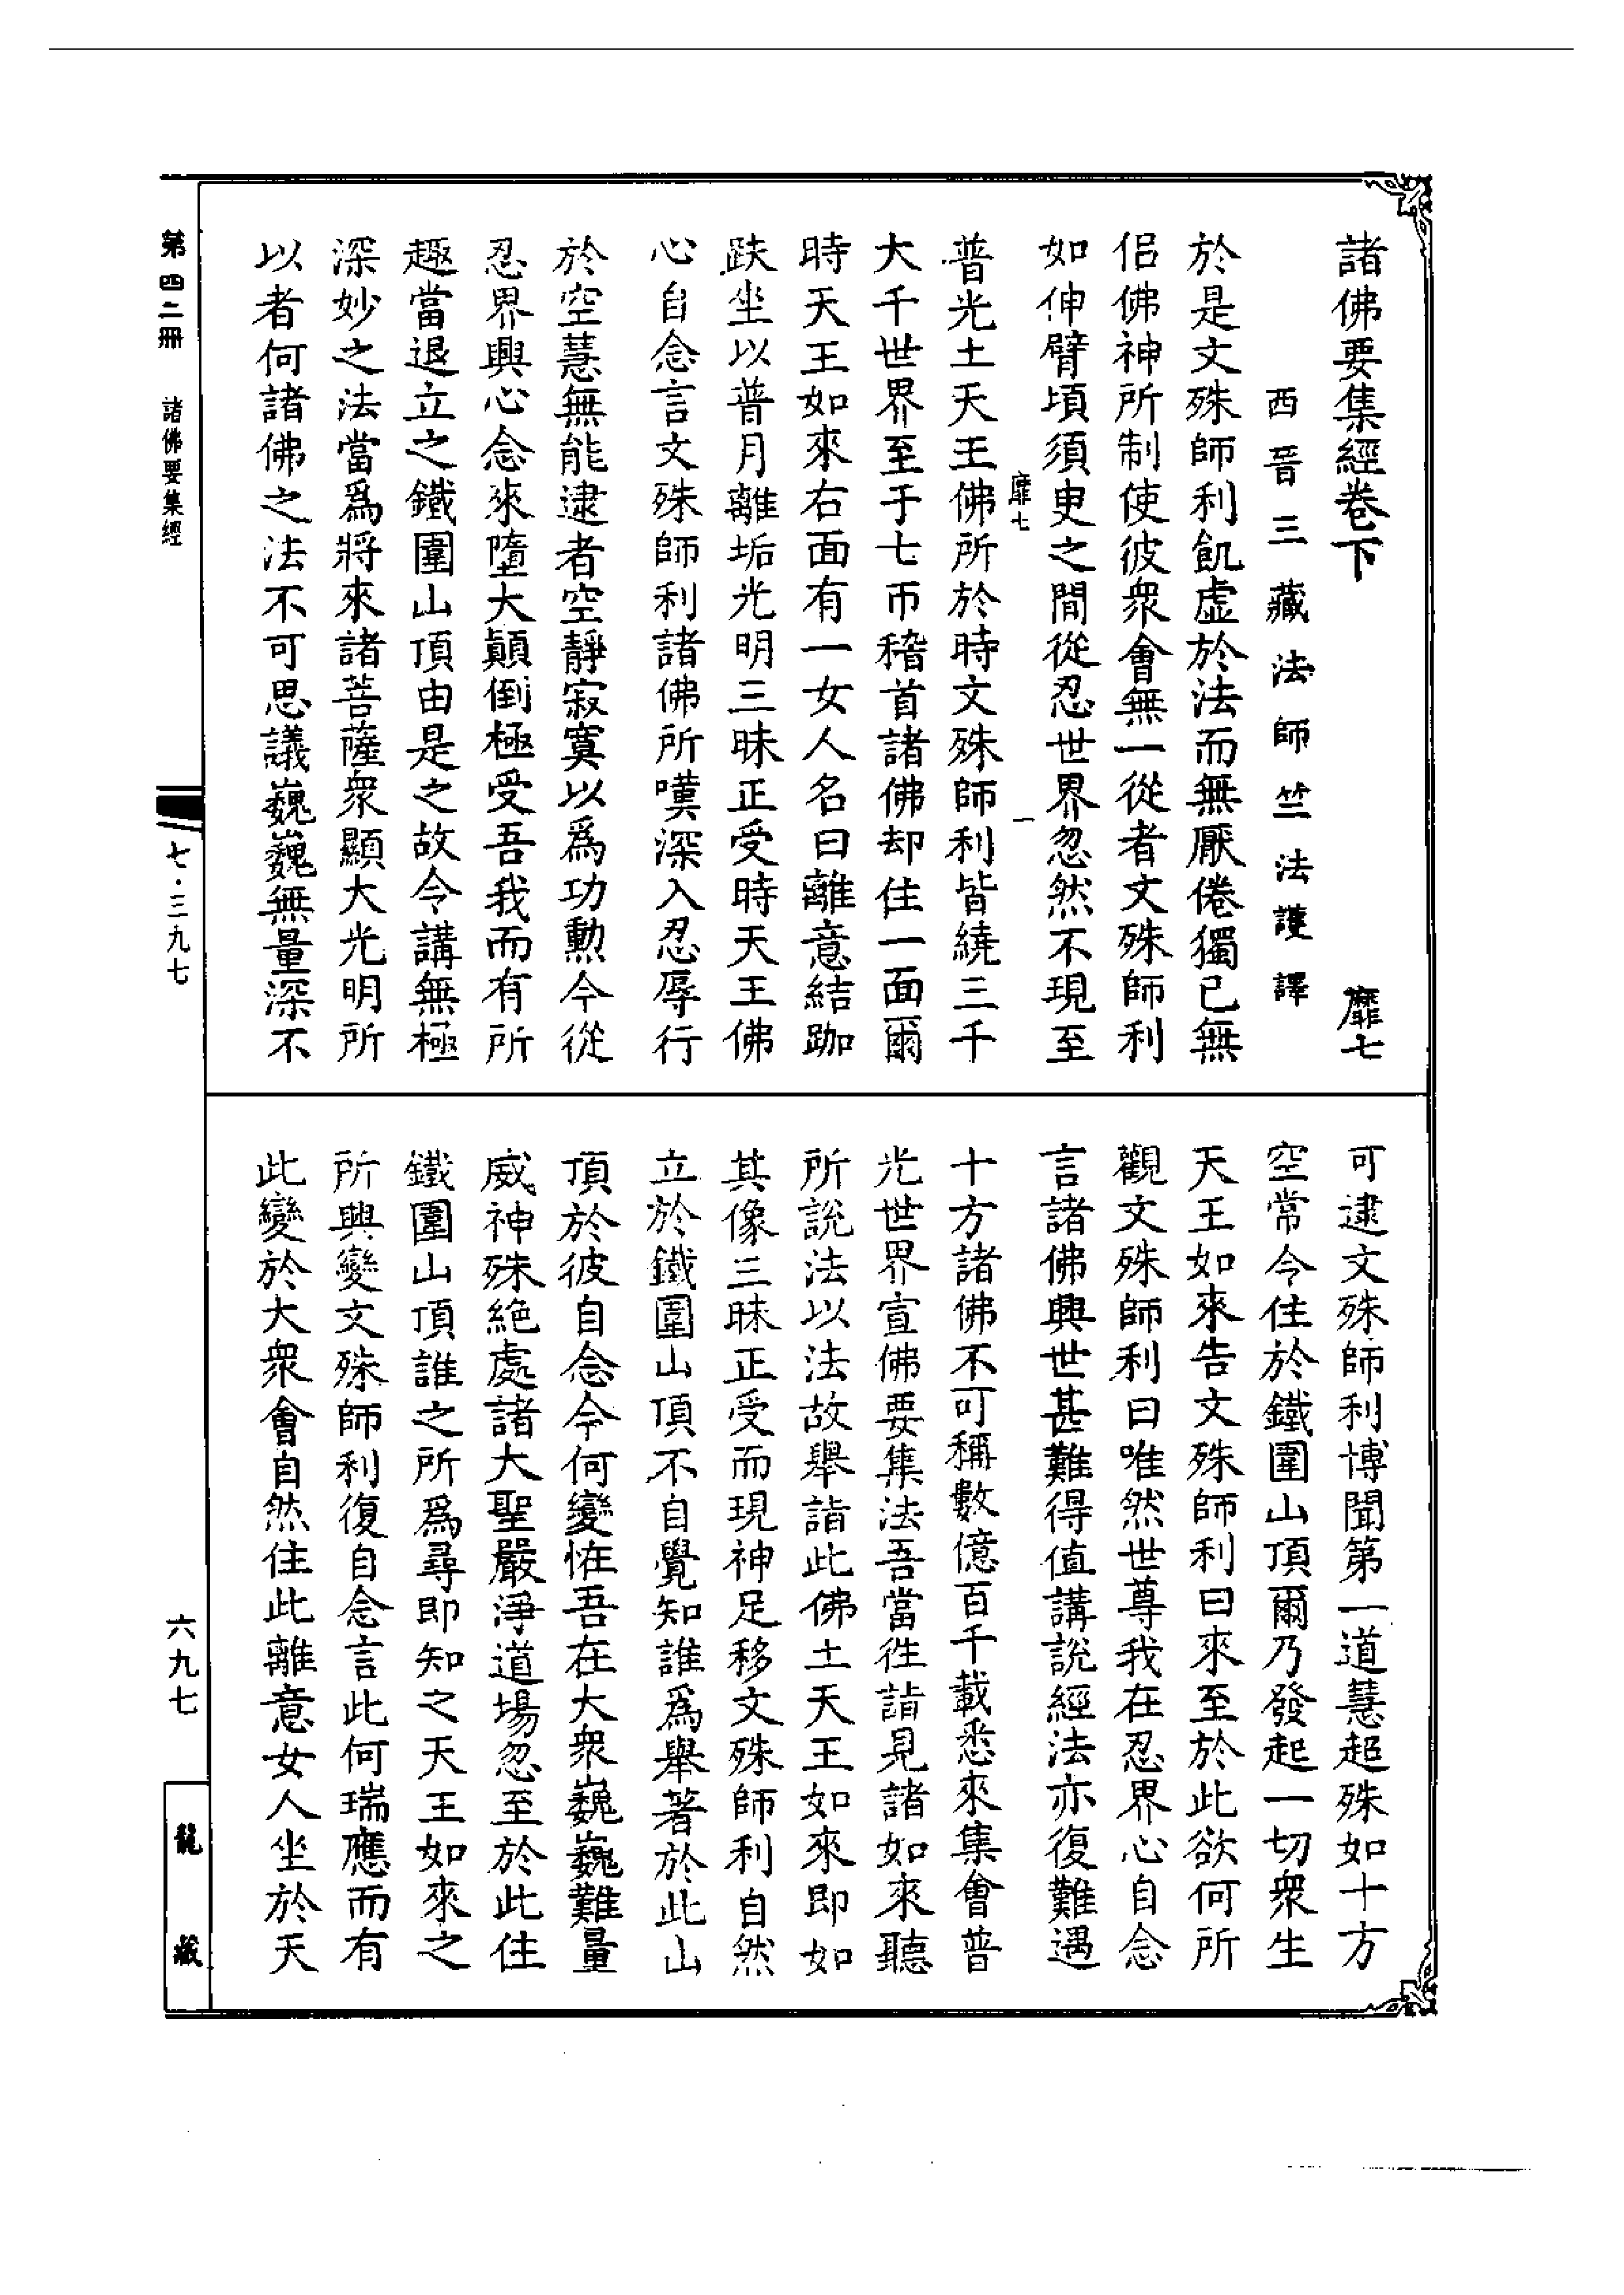 諸佛要集經卷下　靡七
西晉三藏法師竺法護譯
於是文殊師利飢虛於法而無厭倦獨已無
侣佛神所制使彼衆會無一從者文殊師利
如伸臂頃須臾之間從忍世界忽然不現至
靡七　一
普光土天王佛所於時文殊師利皆繞三千
大千世界至于七帀稽首諸佛却住一面爾
時天王如來右面有一女人名曰離意結跏
趺坐以普月離垢光明三昧正受時天王佛
心自念言文殊師利諸佛所嘆深入忍辱行
於空慧無能逮者空靜寂寞以爲功勲今從
忍界興心念來墮大顛倒極受吾我而有所
趣當退立之鐵圍山頂由是之故令講無極
深妙之法當爲將來諸菩薩衆顯大光明所
以者何諸佛之法不可思議巍巍無量深不
可逮文殊師利博聞第一道慧超殊如十方
空常令住於鐵圍山頂爾乃發起一切衆生
天王如來告文殊師利曰來至於此欲何所
觀文殊師利曰唯然世尊我在忍界心自念
言諸佛興世甚難得值講說經法亦復難遇
十方諸佛不可稱數億百千載悉來集會普
光世界宣佛要集法吾當徃詣見諸如來聽
所說法以法故舉詣此佛土天王如來即如
其像三昧正受而現神足移文殊師利自然
立於鐵圍山頂不自覺知誰爲舉著於此山
頂於彼自念今何變恠吾在大衆巍巍難量
威神殊絶處諸大聖嚴淨道場忽至於此住
鐵圍山頂誰之所爲尋即知之天王如來之
所興變文殊師利復自念言此何瑞應而有
此變於大衆會自然住此離意女人坐於天
第四二冊　諸佛要集經
七·三九七
六九七
龍藏